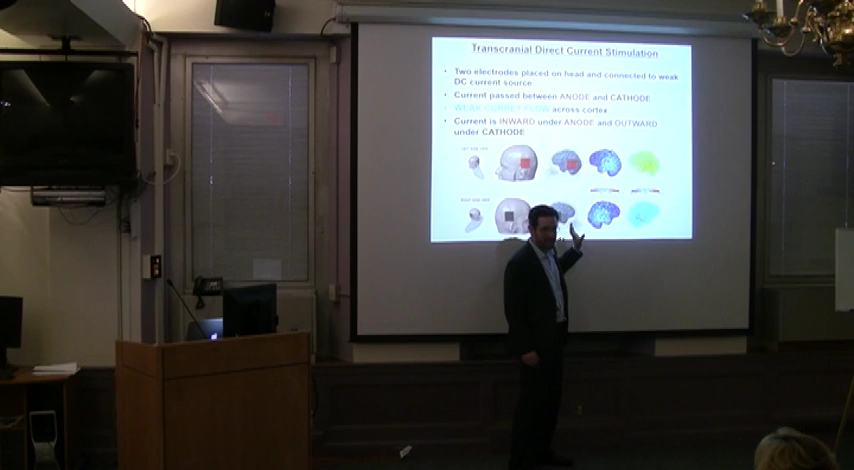 Transcranial Direct Current Stimulation
• Two electrodes placed on head and connected to weak
DC current source
• Current passed between ANODE and CATHODE
• WEAK CURRET FLOW across cortex
• Current is INWARD under ANODE and OUTWARD
under CATHODE